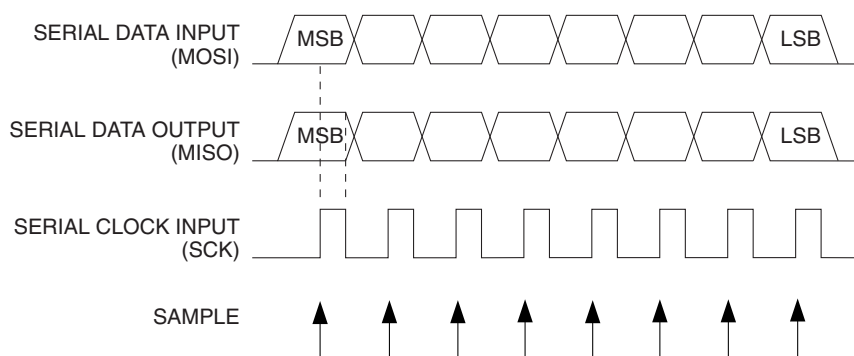 SERIAL DATA INPUT
(MOSI)
MSB
LSB
SERIAL DATA OUTPUT
(MISO)
MSB
LSB
SERIAL CLOCK INPUT
(SCK)
SAMPLE